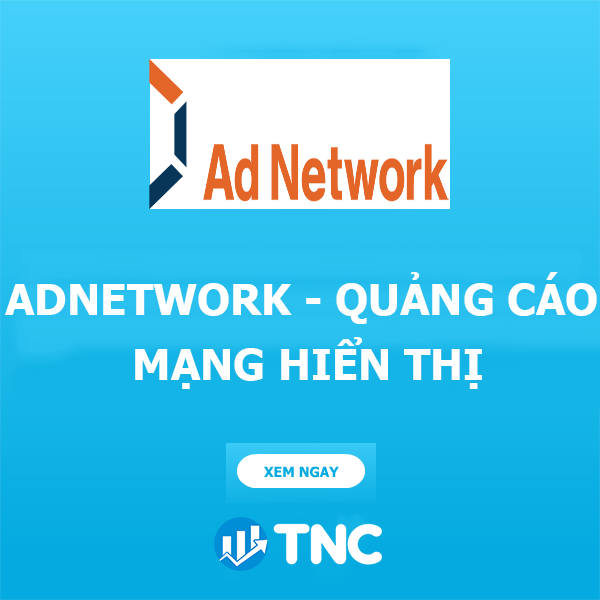 Ad Network
ADNETWORK - QUẢNG CÁO
MẠNG HIỂN THỊ
XEM NGAY
TNC